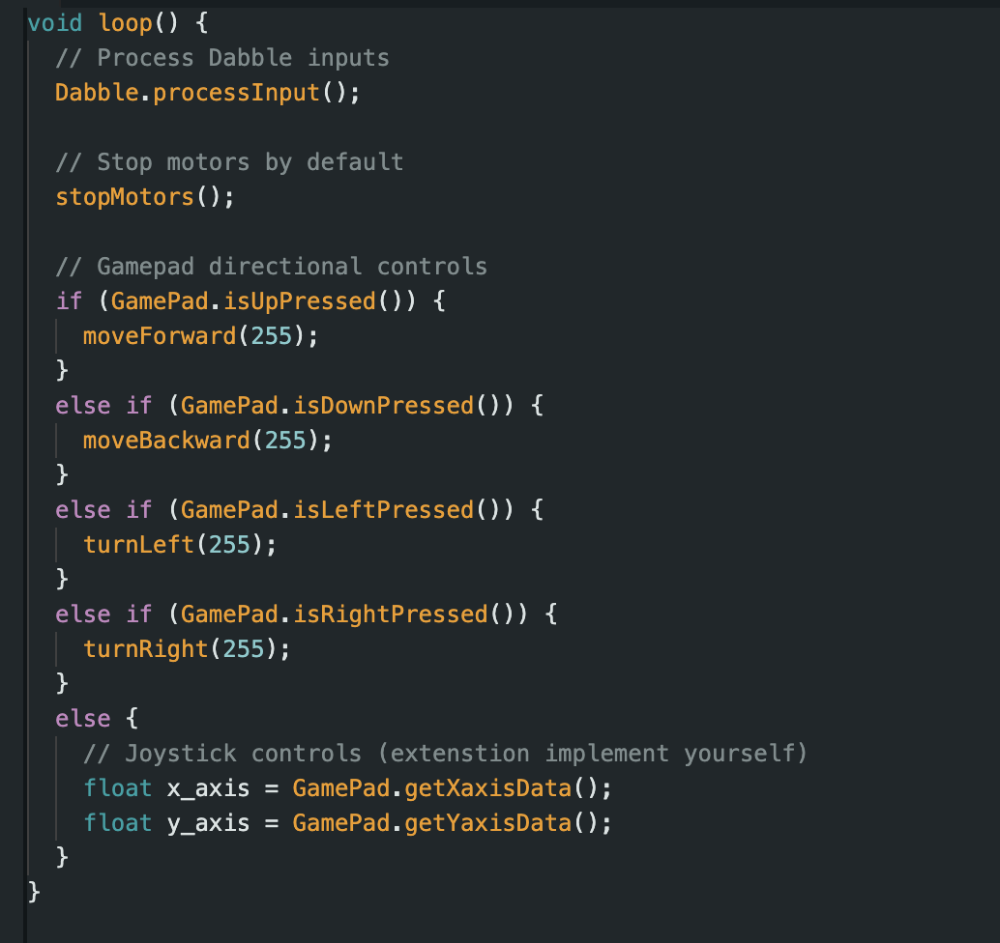 void loop() {
  // Process Dabble inputs
  Dabble.processInput();

  // Stop motors by default
  stopMotors();

  // Gamepad directional controls
  if (GamePad.isUpPressed()) {
    moveForward(255);
  }
  else if (GamePad.isDownPressed()) {
    moveBackward(255);
  }
  else if (GamePad.isLeftPressed()) {
    turnLeft(255);
  }
  else if (GamePad.isRightPressed()) {
    turnRight(255);
  }
  else {
    // Joystick controls (extenstion implement yourself)
    float x_axis = GamePad.getXaxisData();
    float y_axis = GamePad.getYaxisData();
  }
}